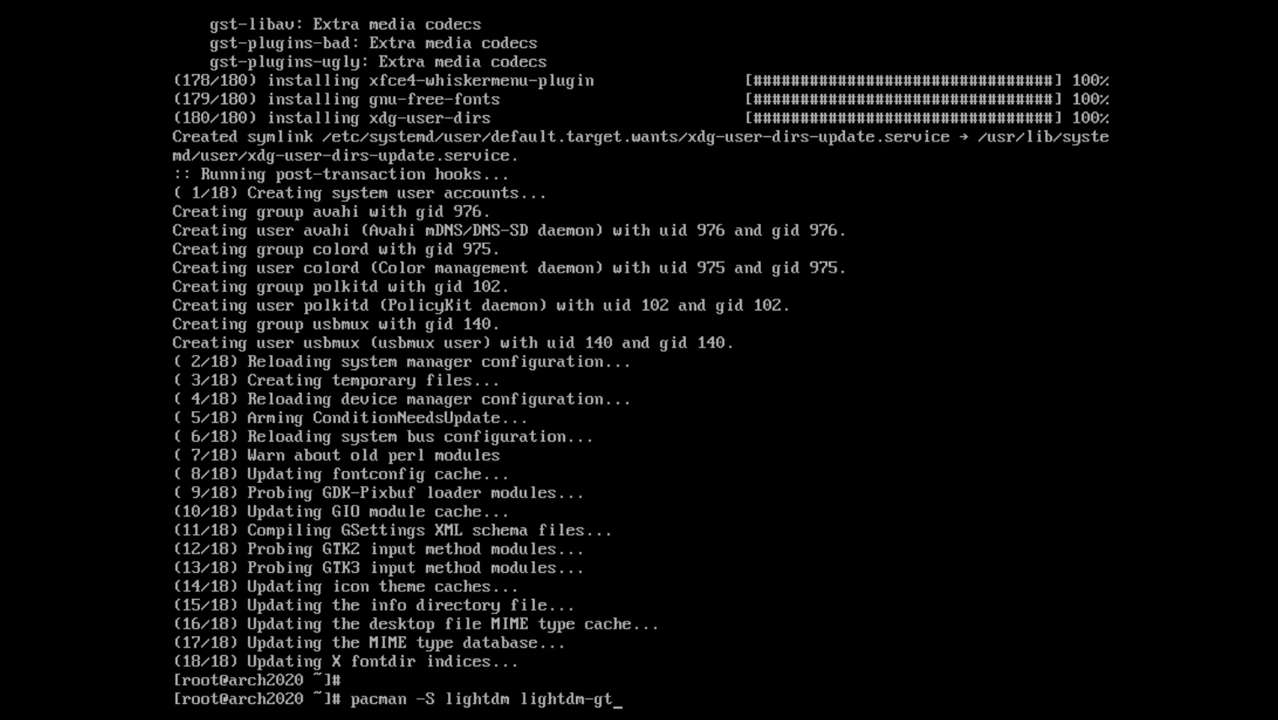 gst-libav: Extra media codecs
gst-plugins-bad: Extra media codecs
gst-plugins-ugly: Extra media codecs
(178/180) installing xfce4-whiskermenu-plugin [################################] 100%
(179/180) installing gnu-free-fonts [################################] 100%
(180/180) installing xdg-user-dirs [################################] 100%
Created symlink /etc/systemd/user/default.target.wants/xdg-user-dirs-update.service → /usr/lib/syste
md/user/xdg-user-dirs-update.service.
:: Running post-transaction hooks...
( 1/18) Creating system user accounts...
Creating group avahi with gid 976.
Creating user avahi (Avahi mDNS/DNS-SD daemon) with uid 976 and gid 976.
Creating group colord with gid 975.
Creating user colord (Color management daemon) with uid 975 and gid 975.
Creating group polkitd with gid 102.
Creating user polkitd (PolicyKit daemon) with uid 102 and gid 102.
Creating group usbmux with gid 140.
Creating user usbmux (usbmux user) with uid 140 and gid 140.
( 2/18) Reloading system manager configuration...
( 3/18) Creating temporary files...
( 4/18) Reloading device manager configuration...
( 5/18) Arming ConditionNeedsUpdate...
( 6/18) Reloading system bus configuration...
( 7/18) Warn about old perl modules
( 8/18) Updating fontconfig cache...
( 9/18) Probing GDK-Pixbuf loader modules...
(10/18) Updating GIO module cache...
(11/18) Compiling GSettings XML schema files...
(12/18) Probing GTK2 input method modules...
(13/18) Probing GTK3 input method modules...
(14/18) Updating icon theme caches...
(15/18) Updating the info directory file...
(16/18) Updating the desktop file MIME type cache...
(17/18) Updating the MIME type database...
(18/18) Updating X fontdir indices...
[root@arch2020 ~]#
[root@arch2020 ~]# pacman -S lightdm lightdm-gt_